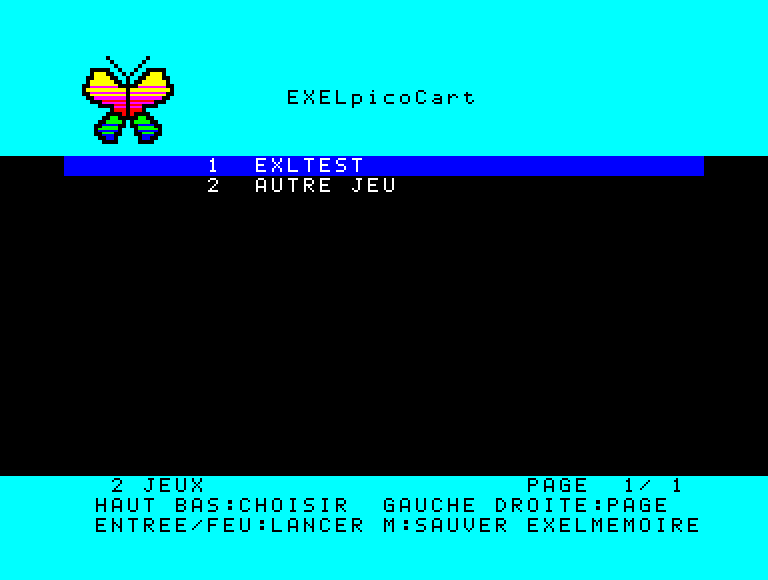 EXELpicoCart
1 EXLTEST
2 AUTRE JEU
2 JEUX PAGE 1/ 1
HAUT BAS:CHOISIR GAUCHE DROITE:PAGE
ENTREE/FEU:LANCER M:SAUVER EXELMEMOIRE